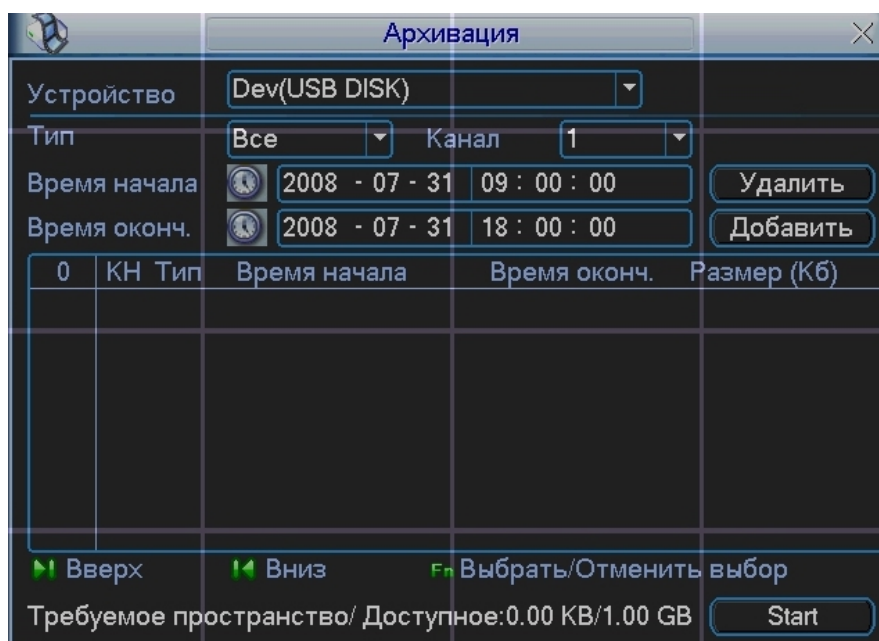 Архивация
Устройство Dev(USB DISK)
Тип Все Канал 1
Время начала 2008 - 07 - 31 09 : 00 : 00 Удалить
Время оконч. 2008 - 07 - 31 18 : 00 : 00 Добавить
0 КН Тип Время начала Время оконч. Размер (Кб)
Вверх Вниз Fn Выбрать/Отменить выбор
Требуемое пространство/ Доступное:0.00 KB/1.00 GB Start